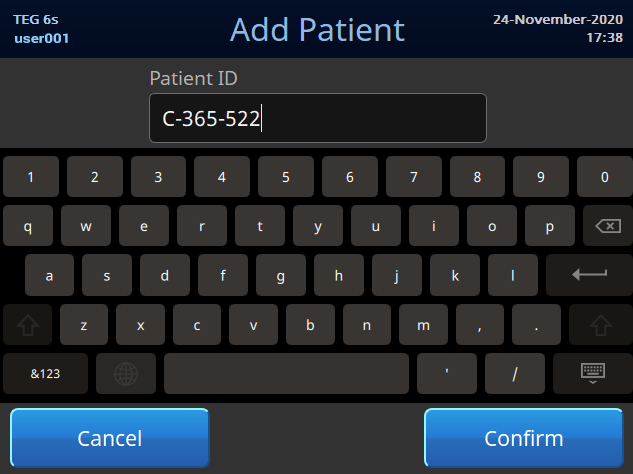 TEG 6s
user001
Add Patient
24-November-2020
17:38
Patient ID
C-365-522
1 2 3 4 5 6 7 8 9 0
q w e r t y u i o p
a s d f g h j k l
z x c v b n m , .
&123 ' /
Cancel Confirm